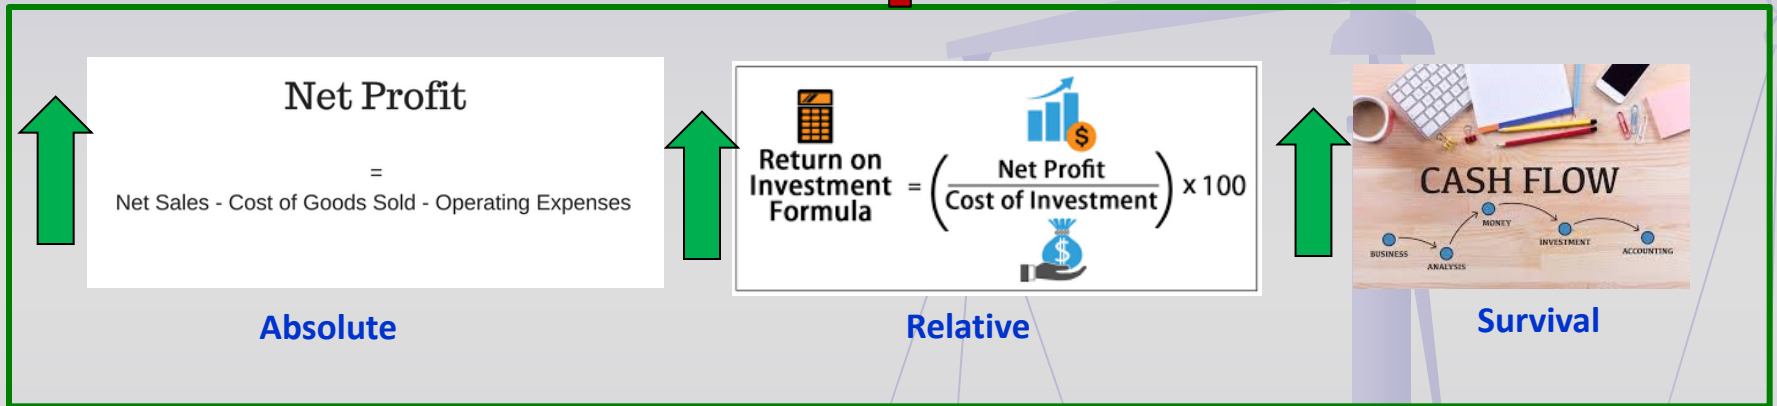 Net Profit
=
Net Sales - Cost of Goods Sold - Operating Expenses
Absolute
Return on
Investment
Formula
=
(
Net Profit
Cost of Investment
)
x 100
$
$
Relative
CASH FLOW
BUSINESS
ANALYSIS
MONEY
INVESTMENT
ACCOUNTING
Survival